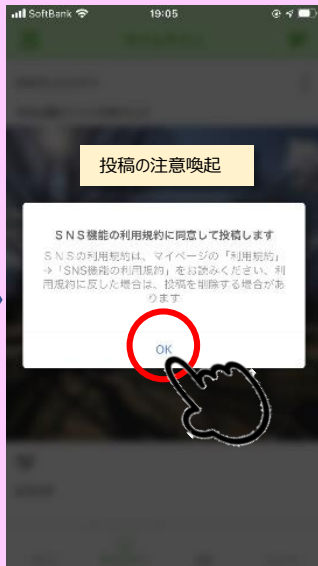 SoftBank 19:05
投稿の注意喚起
ＳＮＳ機能の利用規約に同意して投稿します
ＳＮＳの利用規約は、マイページの「利用規約」
→「SNS機能の利用規約」をお読みください、利
用規約に反した場合は、投稿を削除する場合があ
ります
OK